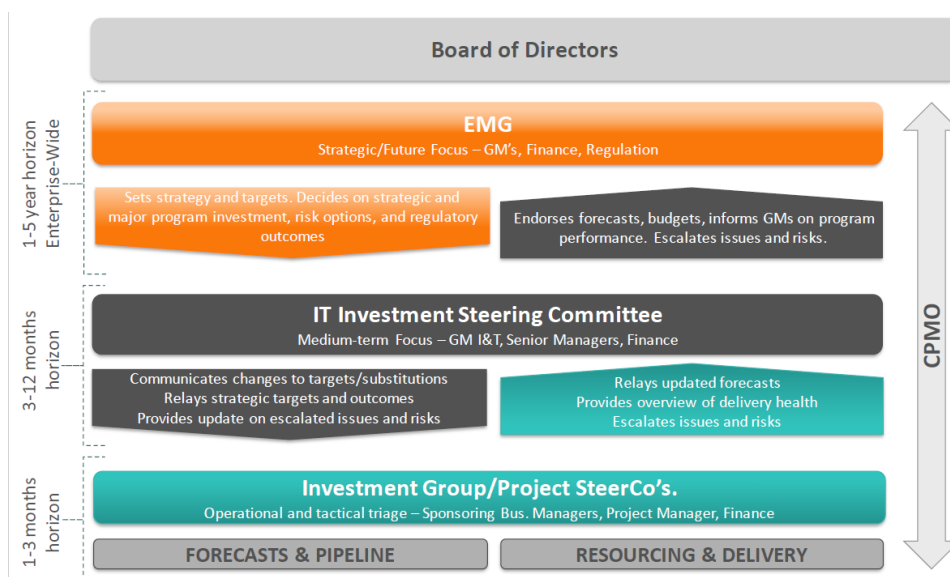 Board of Directors
1-5 year horizon
Enterprise-Wide
EMG
Strategic/Future Focus – GM's, Finance, Regulation
Sets strategy and targets. Decides on strategic and
major program investment, risk options, and regulatory
outcomes
Endorses forecasts, budgets, informs GMs on program
performance. Escalates issues and risks.
3-12 months
horizon
IT Investment Steering Committee
Medium-term Focus – GM I&T, Senior Managers, Finance
Communicates changes to targets/substitutions
Relays strategic targets and outcomes
Provides update on escalated issues and risks
Relays updated forecasts
Provides overview of delivery health
Escalates issues and risks
CPMO
1-3 months
horizon
Investment Group/Project SteerCo's.
Operational and tactical triage – Sponsoring Bus. Managers, Project Manager, Finance
FORECASTS & PIPELINE
RESOURCING & DELIVERY